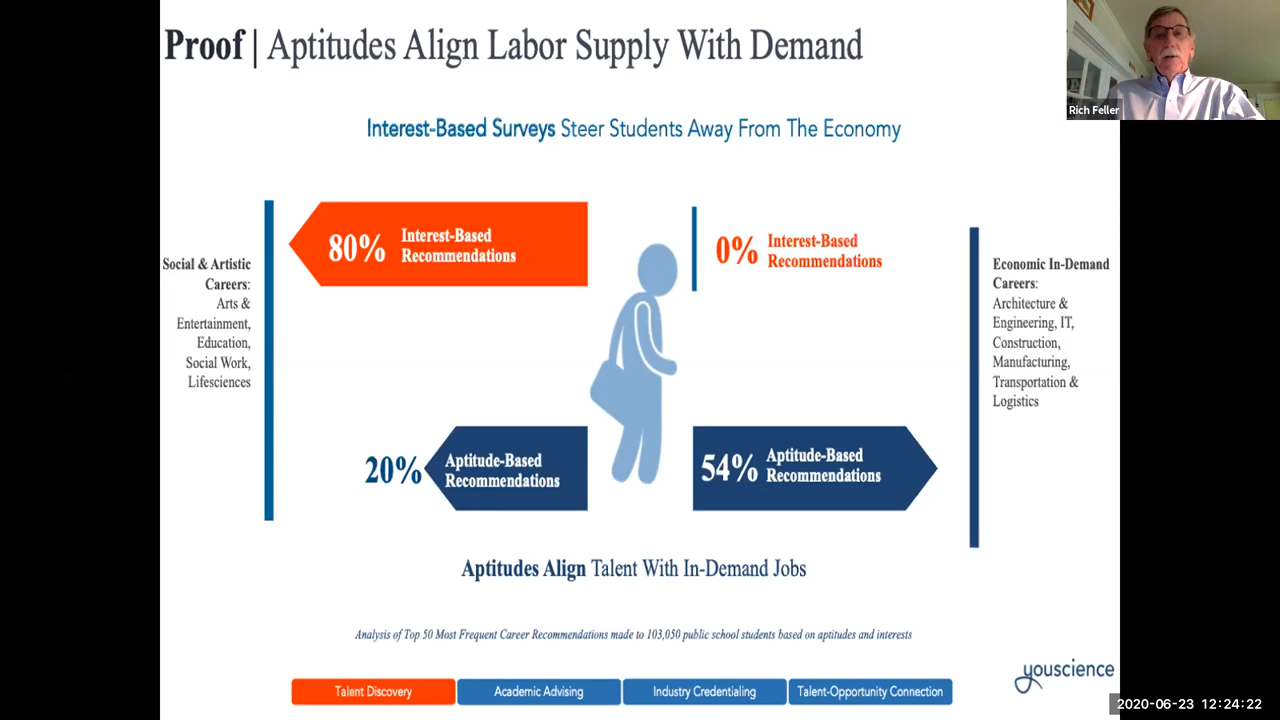 Proof | Aptitudes Align Labor Supply With Demand
Rich Feller
Interest-Based Surveys Steer Students Away From The Economy
Social & Artistic
Careers:
Arts &
Entertainment,
Education,
Social Work,
Lifesciences
80% Interest-Based
Recommendations
0% Interest-Based
Recommendations
Economic In-Demand
Careers:
Architecture &
Engineering, IT,
Construction,
Manufacturing,
Transportation &
Logistics
20% Aptitude-Based
Recommendations
54% Aptitude-Based
Recommendations
Aptitudes Align Talent With In-Demand Jobs
Analysis of Top 50 Most Frequent Career Recommendations made to 103,050 public school students based on aptitudes and interests
Talent Discovery
Academic Advising
Industry Credentialing
Talent-Opportunity Connection
youscience
2020-06-23 12:24:22